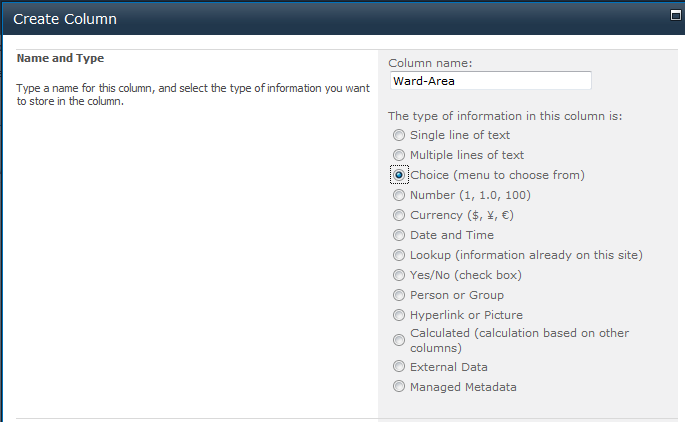 Create Column
Name and Type
Type a name for this column, and select the type of information you want
to store in the column.
Column name:
Ward-Area
The type of information in this column is:
Single line of text
Multiple lines of text
Choice (menu to choose from)
Number (1, 1.0, 100)
Currency ($, ¥, €)
Date and Time
Lookup (information already on this site)
Yes/No (check box)
Person or Group
Hyperlink or Picture
Calculated (calculation based on other
columns)
External Data
Managed Metadata